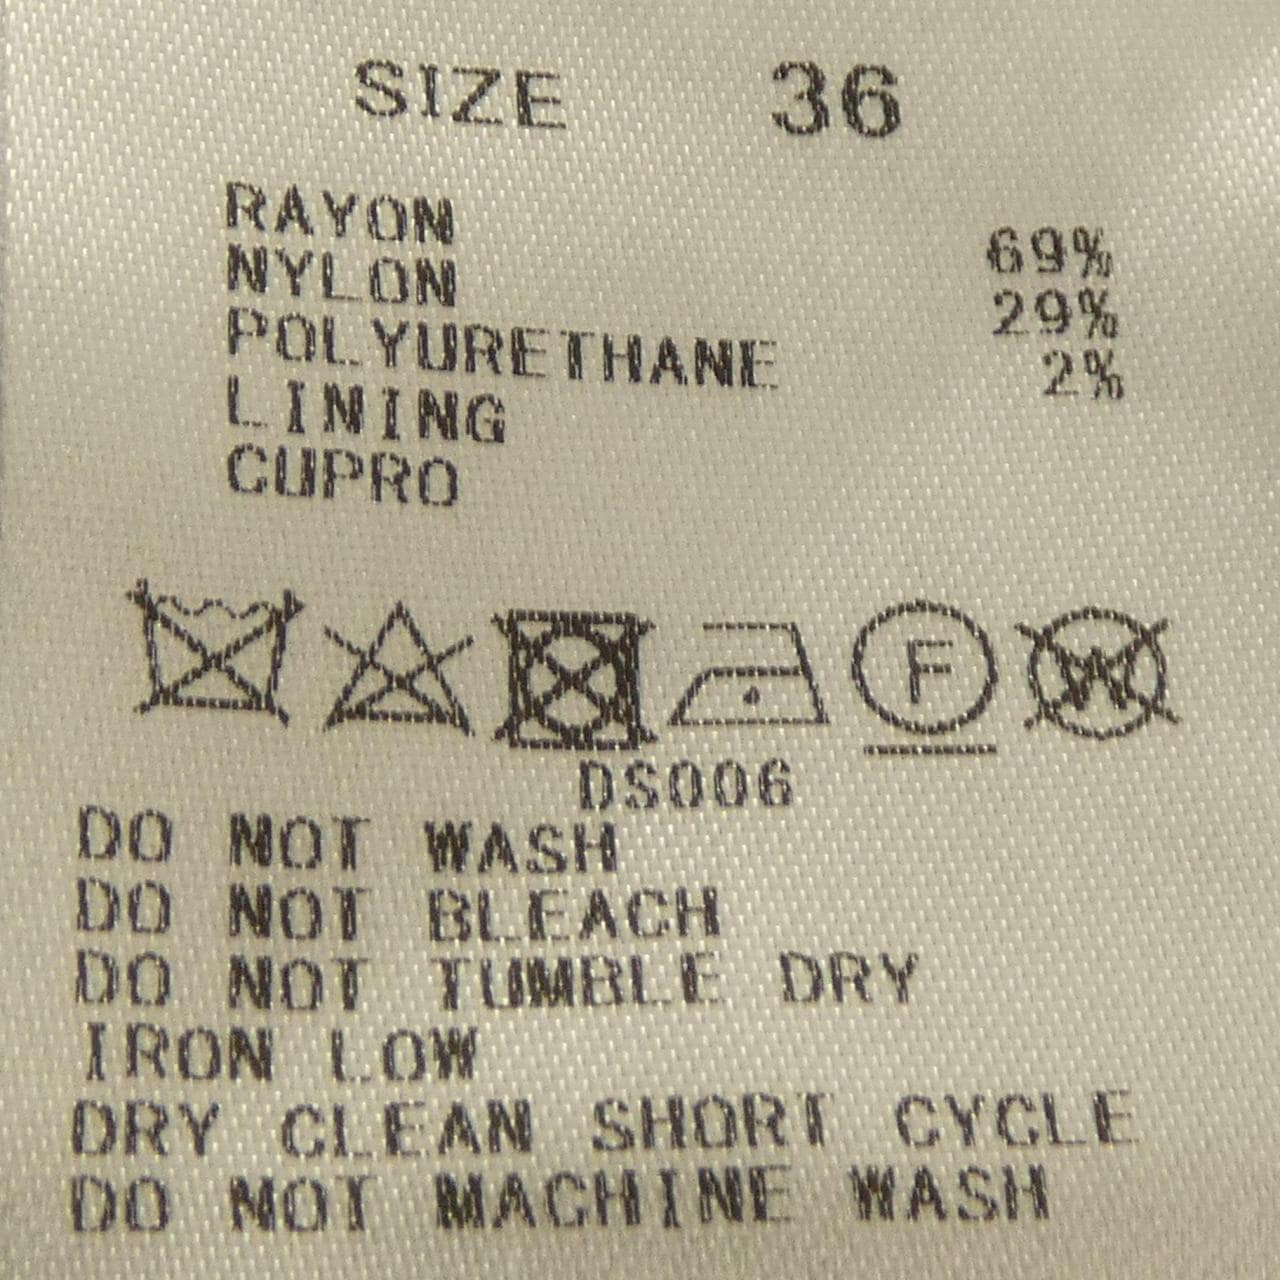 SIZE 36
RAYON 69%
NYLON 29%
POLYURETHANE 2%
LINING
CUPRO
F W
DS006
DO NOT WASH
DO NOT BLEACH
DO NOT TUMBLE DRY
IRON LOW
DRY CLEAN SHORT CYCLE
DO NOT MACHINE WASH